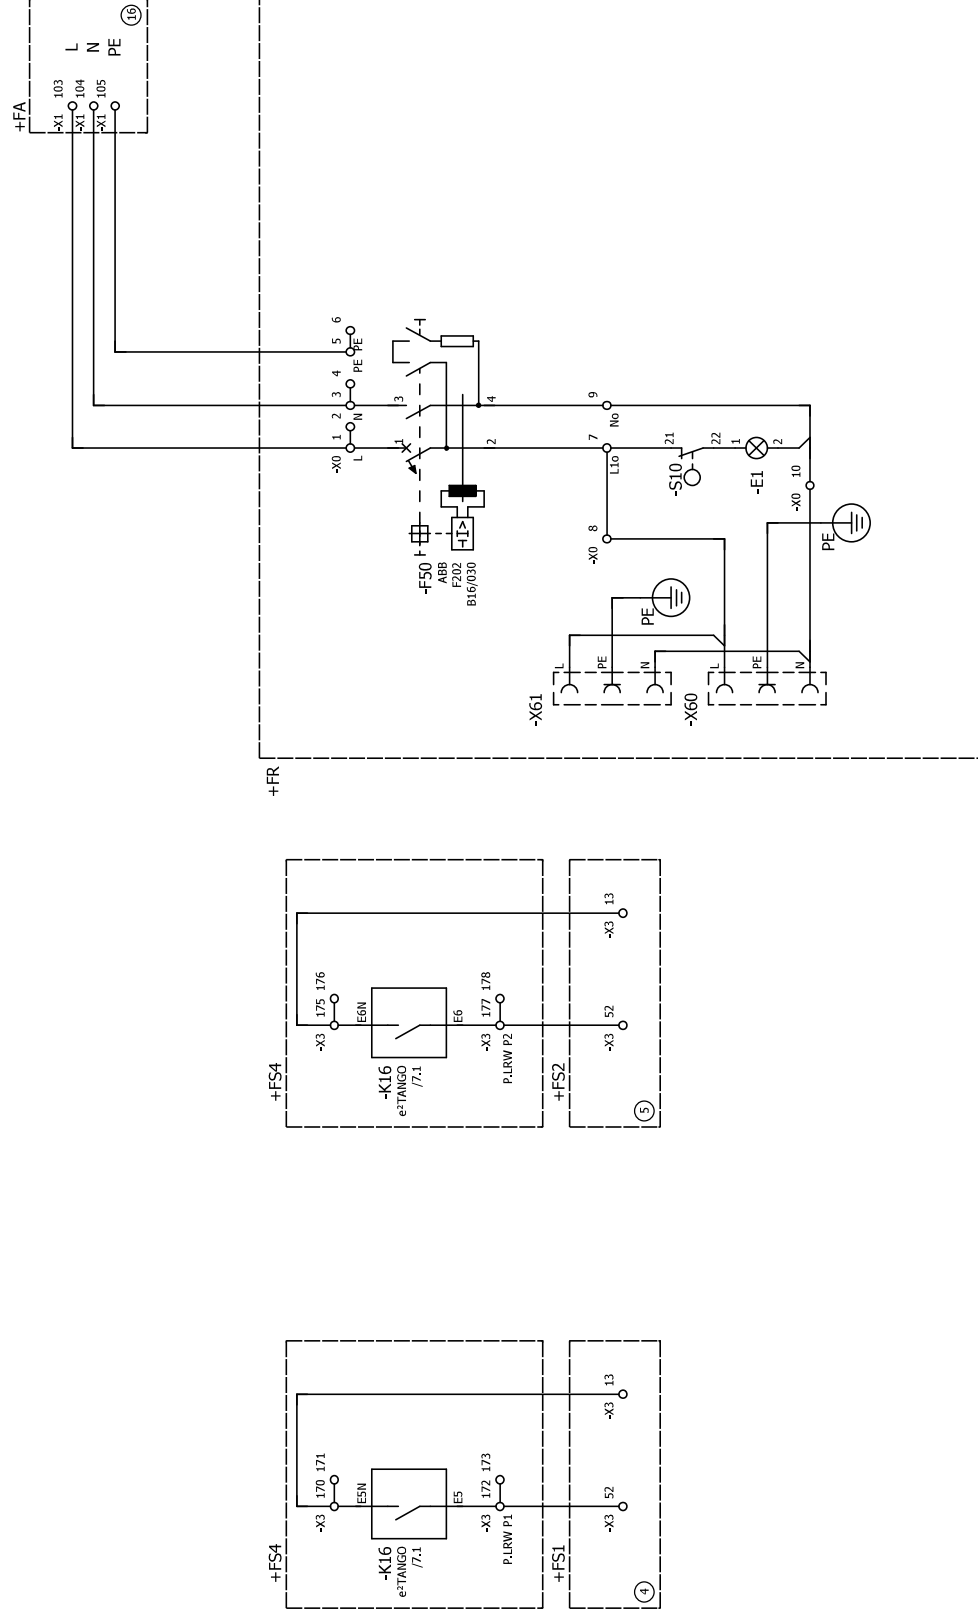 +FA
16
L
N
PE
-X1 103
-X1 104
-X1 105
+FR
-X0 1
L
2 3
N
4
PE 5
PE
6
1
3
2
4
-F50
ABB
F202
B16/030
I>
7
L1o
9
No
-X0 8
-S10
21
22
-E1
1
2
-X0 10
PE
PE
-X61
L
PE
N
-X60
L
PE
N
+FS4
-X3 175 176
E6N
-K16
e²TANGO
/7.1
E6
-X3 177 178
P.LRW P2
+FS2
-X3 52
-X3 13
5
+FS4
-X3 170 171
E5N
-K16
e²TANGO
/7.1
E5
-X3 172 173
P.LRW P1
+FS1
-X3 52
-X3 13
4